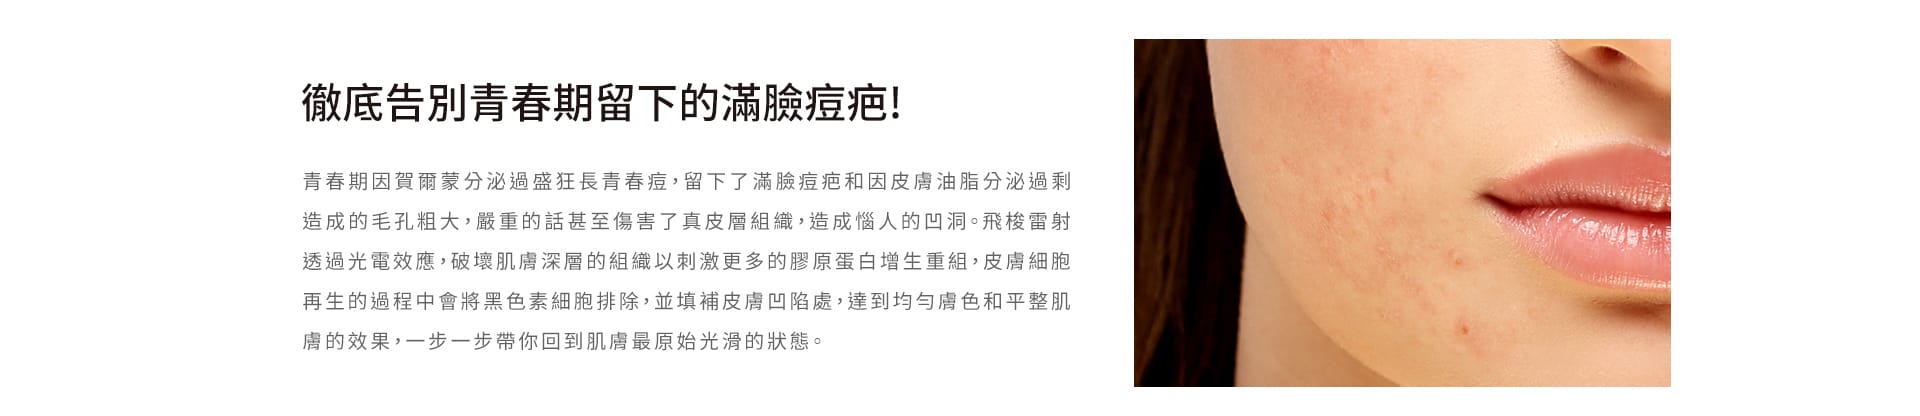 徹底告別青春期留下的滿臉痘疤!
青春期因賀爾蒙分泌過盛狂長青春痘,留下了滿臉痘疤和因皮膚油脂分泌過剩
造成的毛孔粗大,嚴重的話甚至傷害了真皮層組織,造成惱人的凹洞。飛梭雷射
透過光電效應,破壞肌膚深層的組織以刺激更多的膠原蛋白增生重組,皮膚細胞
再生的過程中會將黑色素細胞排除,並填補皮膚凹陷處,達到均勻膚色和平整肌
膚的效果,一步一步帶你回到肌膚最原始光滑的狀態。